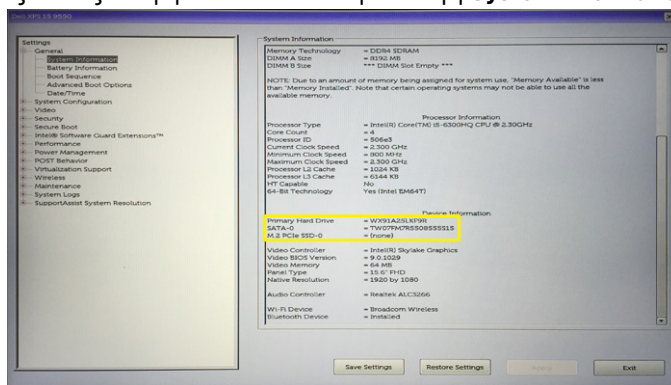 Dell XPS 15 9550
Settings
General
System Information
Battery Information
Boot Sequence
Advanced Boot Options
Date/Time
System Configuration
Video
Security
Secure Boot
Intel® Software Guard Extensions™
Performance
Power Management
POST Behavior
Virtualization Support
Wireless
Maintenance
System Logs
SupportAssist System Resolution
System Information
Memory Technology = DDR4 SDRAM
DIMM A Size = 8192 MB
DIMM B Size *** DIMM Slot Empty ***
NOTE: Due to an amount of memory being assigned for system use, "Memory Available" is less
than "Memory Installed". Note that certain operating systems may not be able to use all the
available memory.
Processor Information
Processor Type = Intel(R) Core(TM) i5-6300HQ CPU @ 2.30GHz
Core Count = 4
Processor ID = 506e3
Current Clock Speed = 2.300 GHz
Minimum Clock Speed = 800 MHz
Maximum Clock Speed = 2.300 GHz
Processor L2 Cache = 1024 KB
Processor L3 Cache = 6144 KB
HT Capable No
64-Bit Technology Yes (Intel EM64T)
Device Information
Primary Hard Drive = WX91A25LKF9R
SATA-0 = TW07FM7R5508555515
M.2 PCIe SSD-0 = (none)
Video Controller = Intel(R) Skylake Graphics
Video BIOS Version = 9.0.1029
Video Memory = 64 MB
Panel Type = 15.6" FHD
Native Resolution = 1920 by 1080
Audio Controller = Realtek ALC3266
Wi-Fi Device = Broadcom Wireless
Bluetooth Device = Installed
Save Settings
Restore Settings
Apply
Exit